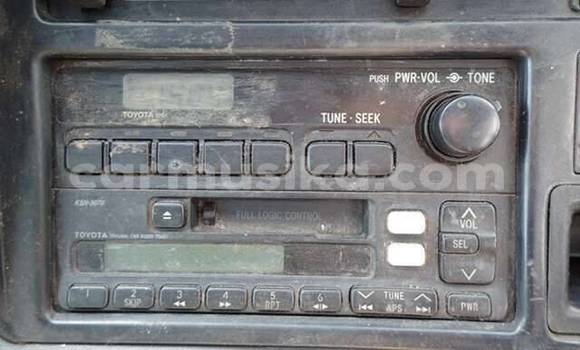 PUSH PWR·VOL TONE
TOYOTA
TUNE · SEEK
carmusika.com
FULL LOGIC CONTROL
VOL
TOYOTA
SEL
1 2 3 4 5 6 TUNE
SKIP RPT APS PWR